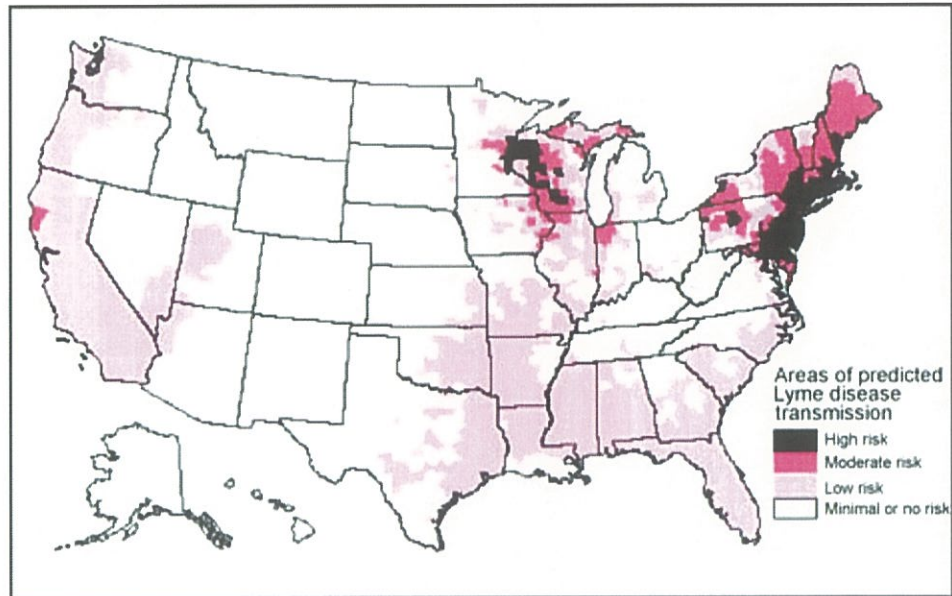 Areas of predicted
Lyme disease
transmission
High risk
Moderate risk
Low risk
Minimal or no risk